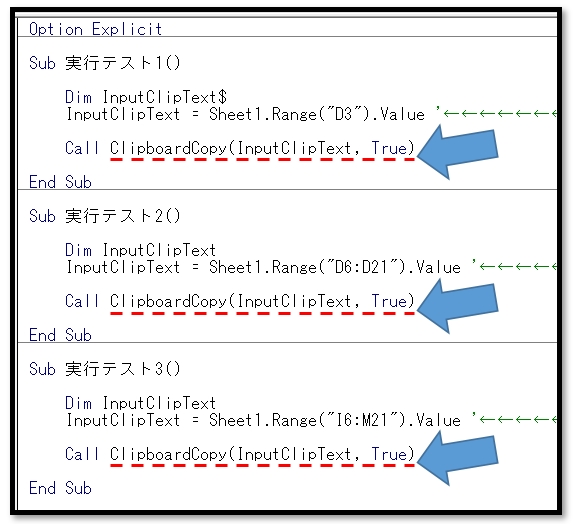 Option Explicit
Sub 実行テスト1()
Dim InputClipText$
InputClipText = Sheet1.Range("D3").Value '←←←←←←←
Call ClipboardCopy(InputClipText, True)
End Sub
Sub 実行テスト2()
Dim InputClipText
InputClipText = Sheet1.Range("D6:D21").Value '←←←←←
Call ClipboardCopy(InputClipText, True)
End Sub
Sub 実行テスト3()
Dim InputClipText
InputClipText = Sheet1.Range("I6:M21").Value '←←←←←
Call ClipboardCopy(InputClipText, True)
End Sub